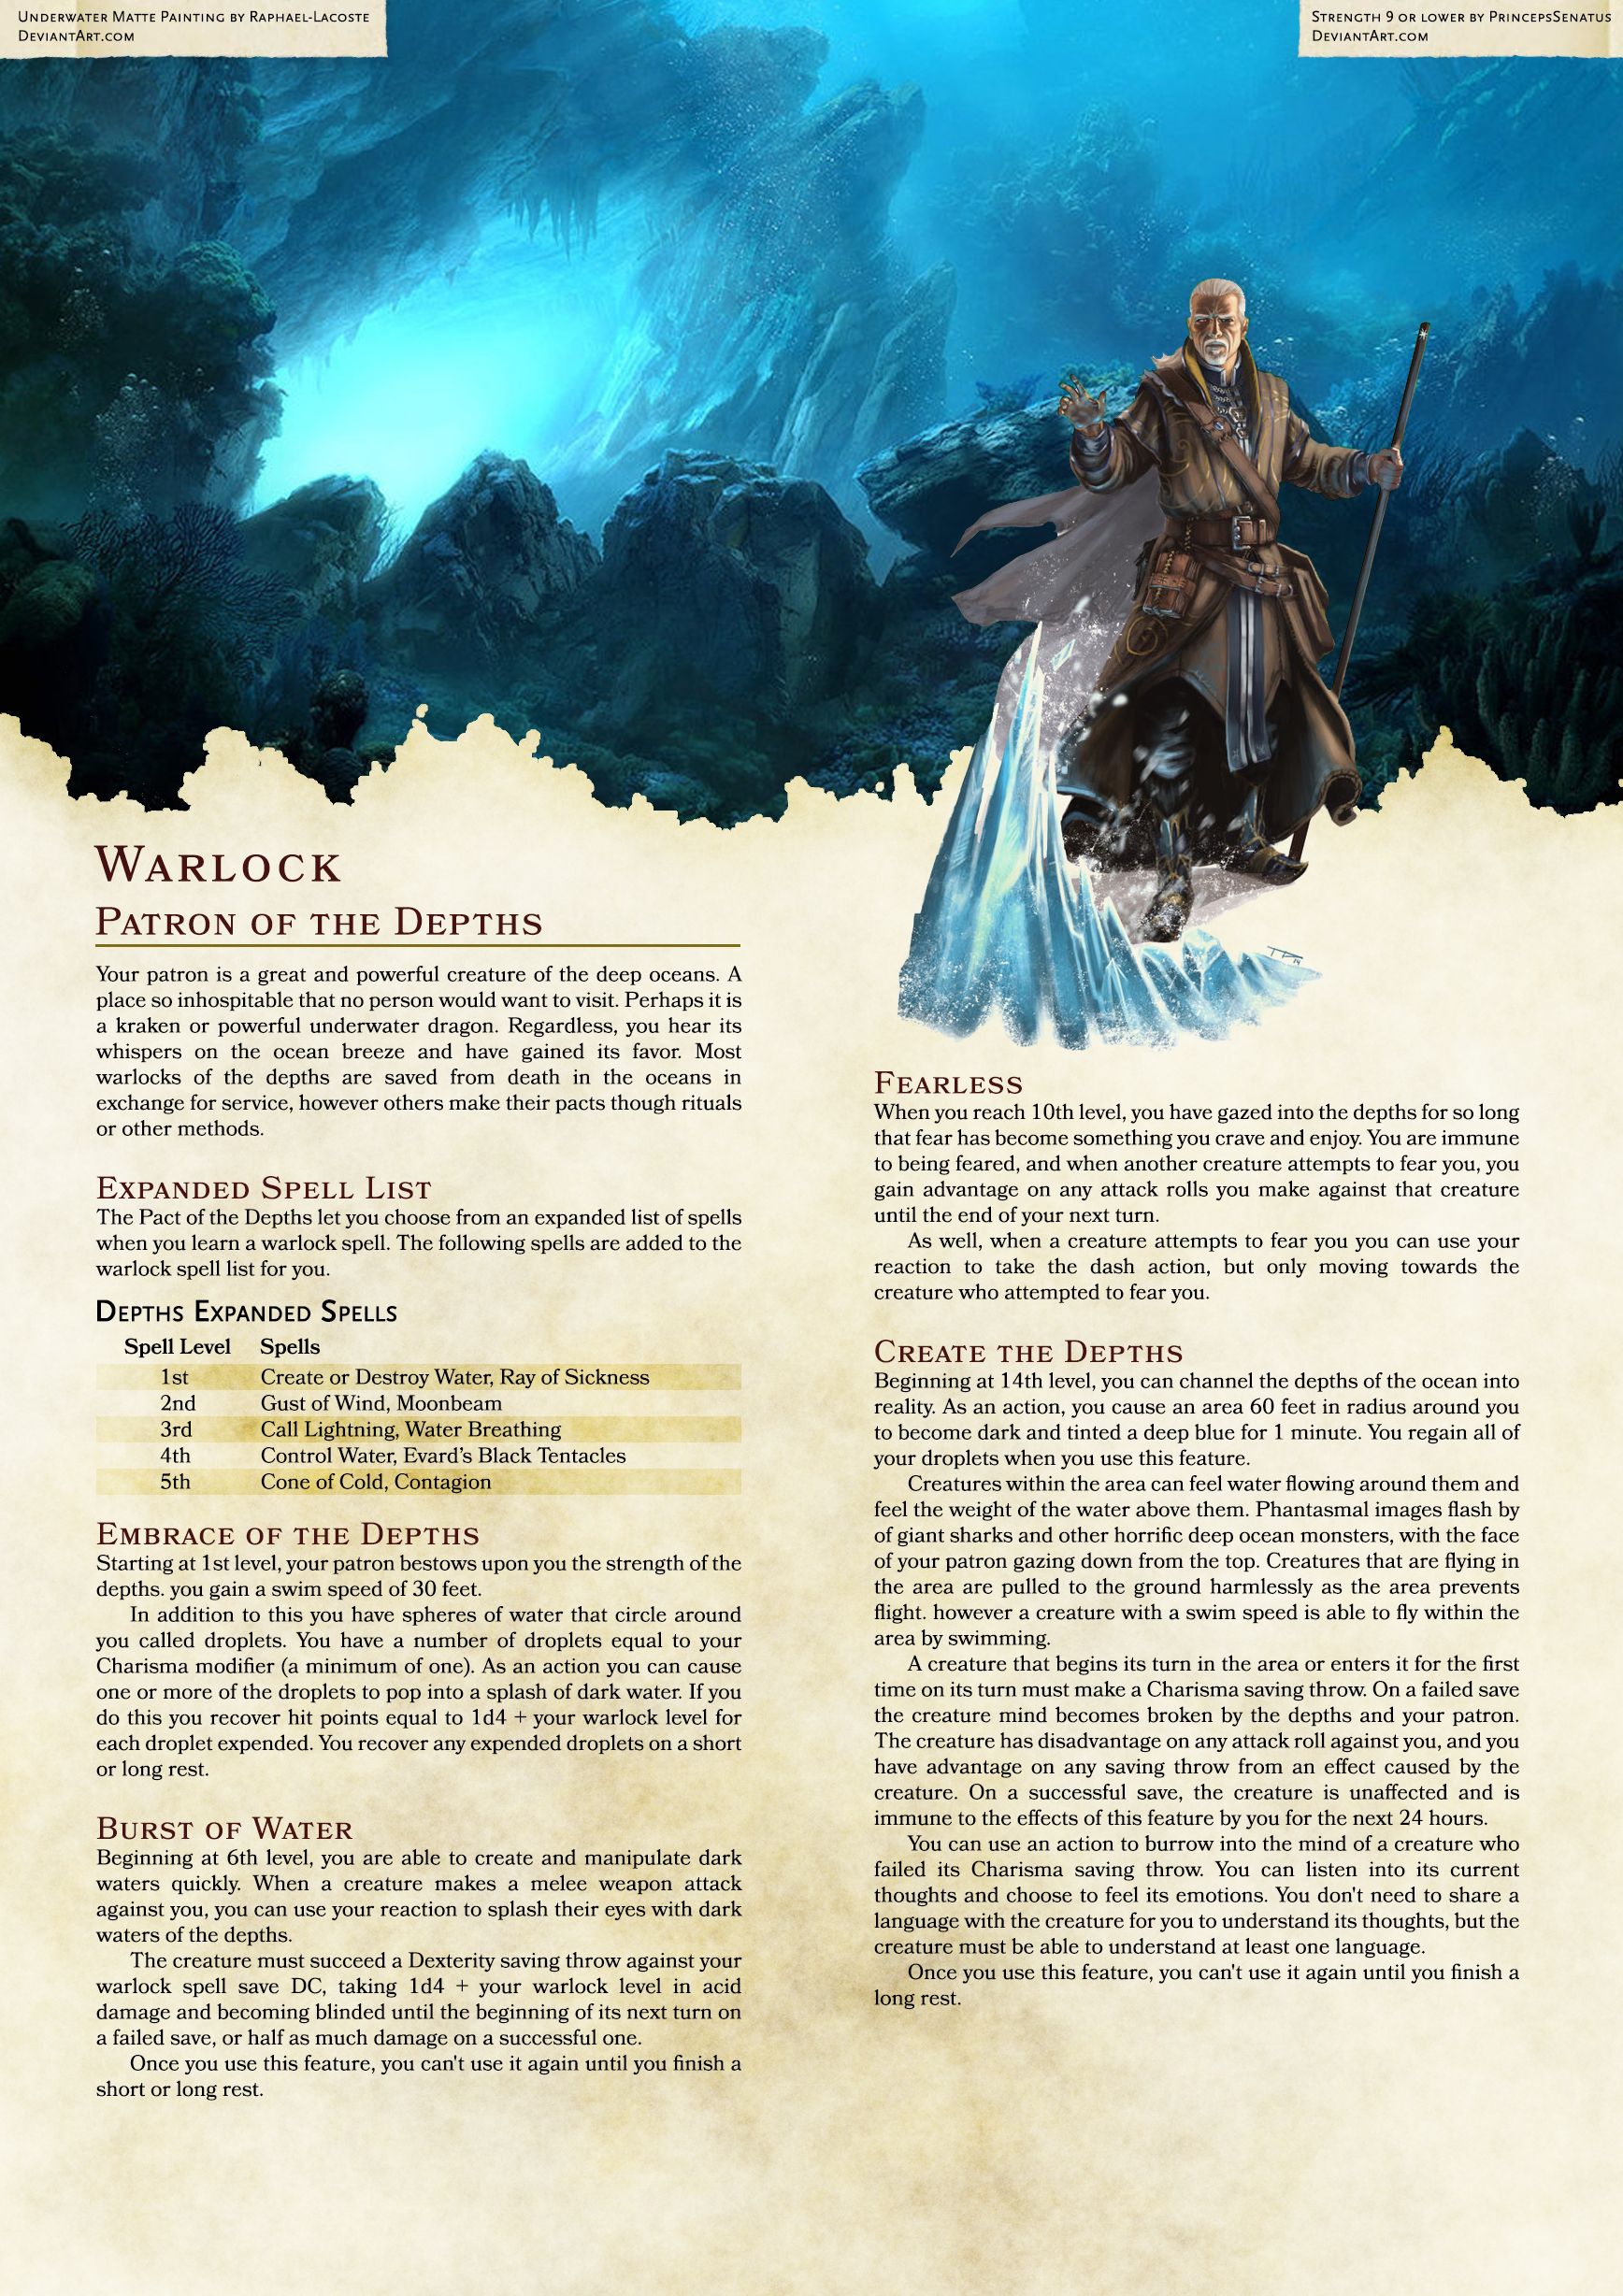 Underwater Matte Painting by Raphael-Lacoste
DeviantArt.com
Strength 9 or lower by PrincepsSenatus
DeviantArt.com
Warlock
Patron of the Depths
Your patron is a great and powerful creature of the deep oceans. A
place so inhospitable that no person would want to visit. Perhaps it is
a kraken or powerful underwater dragon. Regardless, you hear its
whispers on the ocean breeze and have gained its favor. Most
warlocks of the depths are saved from death in the oceans in
exchange for service, however others make their pacts though rituals
or other methods.
Expanded Spell List
The Pact of the Depths let you choose from an expanded list of spells
when you learn a warlock spell. The following spells are added to the
warlock spell list for you.
Depths Expanded Spells
Spell Level Spells
1st Create or Destroy Water, Ray of Sickness
2nd Gust of Wind, Moonbeam
3rd Call Lightning, Water Breathing
4th Control Water, Evard's Black Tentacles
5th Cone of Cold, Contagion
Embrace of the Depths
Starting at 1st level, your patron bestows upon you the strength of the
depths. you gain a swim speed of 30 feet.
In addition to this you have spheres of water that circle around
you called droplets. You have a number of droplets equal to your
Charisma modifier (a minimum of one). As an action you can cause
one or more of the droplets to pop into a splash of dark water. If you
do this you recover hit points equal to 1d4 + your warlock level for
each droplet expended. You recover any expended droplets on a short
or long rest.
Burst of Water
Beginning at 6th level, you are able to create and manipulate dark
waters quickly. When a creature makes a melee weapon attack
against you, you can use your reaction to splash their eyes with dark
waters of the depths.
The creature must succeed a Dexterity saving throw against your
warlock spell save DC, taking 1d4 + your warlock level in acid
damage and becoming blinded until the beginning of its next turn on
a failed save, or half as much damage on a successful one.
Once you use this feature, you can't use it again until you finish a
short or long rest.
Fearless
When you reach 10th level, you have gazed into the depths for so long
that fear has become something you crave and enjoy. You are immune
to being feared, and when another creature attempts to fear you, you
gain advantage on any attack rolls you make against that creature
until the end of your next turn.
As well, when a creature attempts to fear you you can use your
reaction to take the dash action, but only moving towards the
creature who attempted to fear you.
Create the Depths
Beginning at 14th level, you can channel the depths of the ocean into
reality. As an action, you cause an area 60 feet in radius around you
to become dark and tinted a deep blue for 1 minute. You regain all of
your droplets when you use this feature.
Creatures within the area can feel water flowing around them and
feel the weight of the water above them. Phantasmal images flash by
of giant sharks and other horrific deep ocean monsters, with the face
of your patron gazing down from the top. Creatures that are flying in
the area are pulled to the ground harmlessly as the area prevents
flight. however a creature with a swim speed is able to fly within the
area by swimming.
A creature that begins its turn in the area or enters it for the first
time on its turn must make a Charisma saving throw. On a failed save
the creature mind becomes broken by the depths and your patron.
The creature has disadvantage on any attack roll against you, and you
have advantage on any saving throw from an effect caused by the
creature. On a successful save, the creature is unaffected and is
immune to the effects of this feature by you for the next 24 hours.
You can use an action to burrow into the mind of a creature who
failed its Charisma saving throw. You can listen into its current
thoughts and choose to feel its emotions. You don't need to share a
language with the creature for you to understand its thoughts, but the
creature must be able to understand at least one language.
Once you use this feature, you can't use it again until you finish a
long rest.